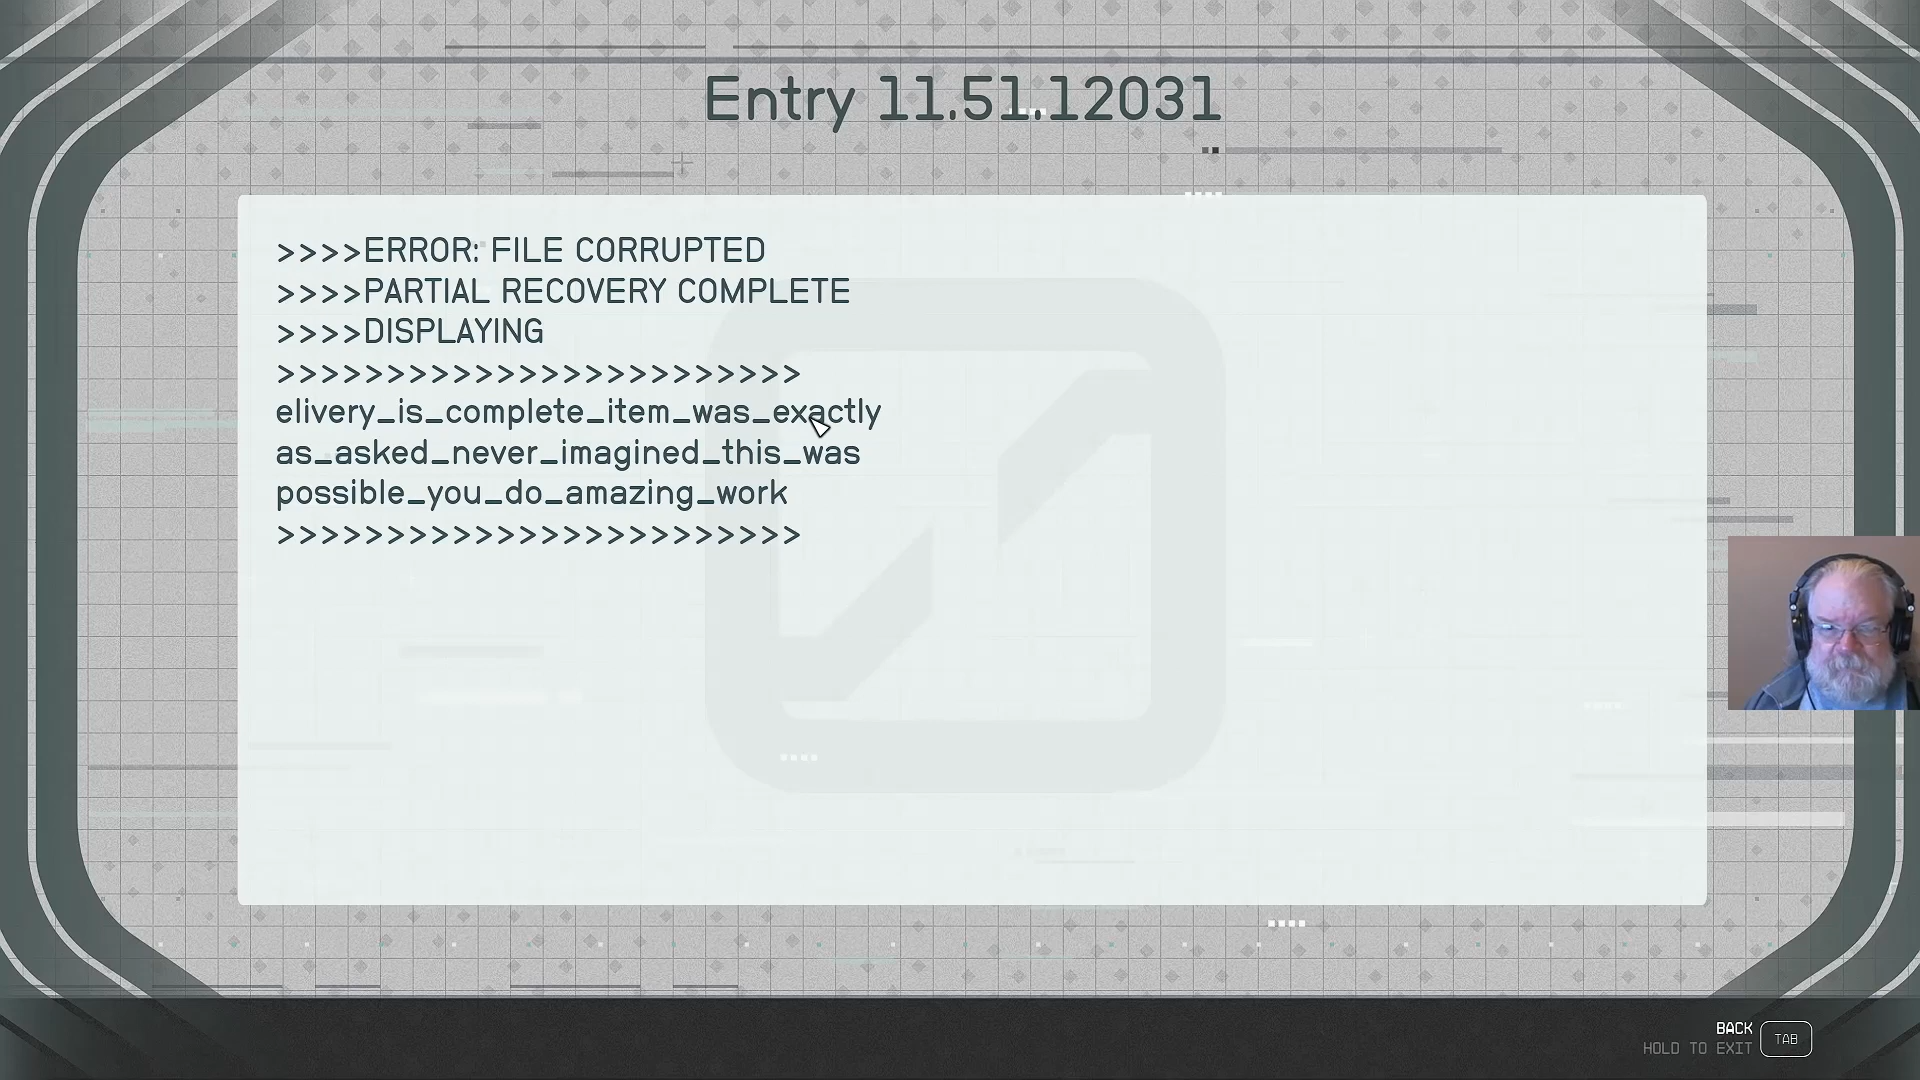 Entry 11.51.12031
>>>>ERROR: FILE CORRUPTED
>>>>PARTIAL RECOVERY COMPLETE
>>>>DISPLAYING
>>>>>>>>>>>>>>>>>>>>>>>>
elivery_is_complete_item_was_exactly
as_asked_never_imagined_this_was
possible_you_do_amazing_work
>>>>>>>>>>>>>>>>>>>>>>>>
BACK
HOLD TO EXIT
TAB